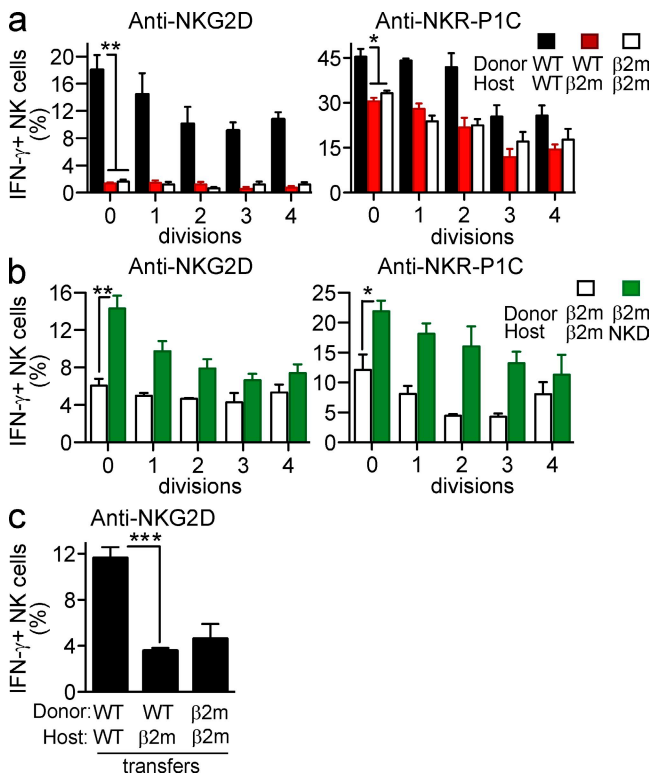 a
Anti-NKG2D
Anti-NKR-P1C
IFN-γ+ NK cells
(%)
20
16
12
8
4
0
**
0 1 2 3 4
divisions
45
30
15
0
*
0 1 2 3 4
divisions
Donor WT WT β2m
Host WT β2m β2m
b
Anti-NKG2D
Anti-NKR-P1C
IFN-γ+ NK cells
(%)
16
12
8
4
0
**
0 1 2 3 4
divisions
25
20
15
10
5
0
*
0 1 2 3 4
divisions
Donor β2m β2m
Host β2m NKD
c
Anti-NKG2D
IFN-γ+ NK cells
(%)
12
8
4
0
***
Donor: WT WT β2m
Host: WT β2m β2m
transfers